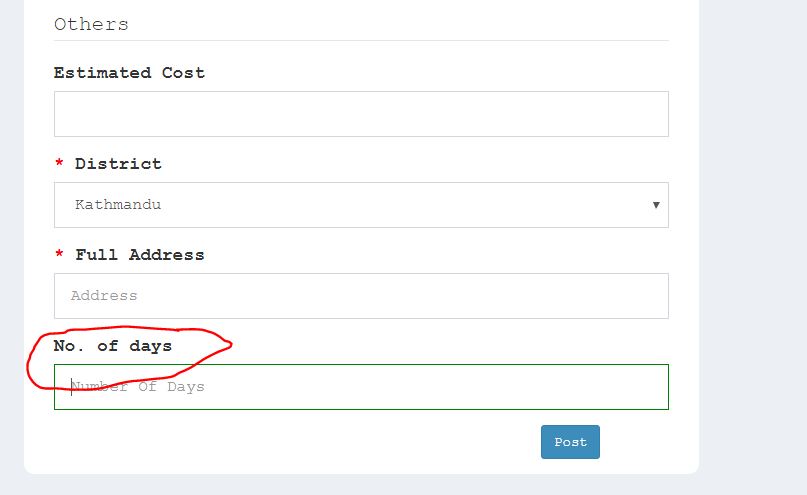 Others
Estimated Cost
* District
Kathmandu
* Full Address
Address
No. of days
Number Of Days
Post